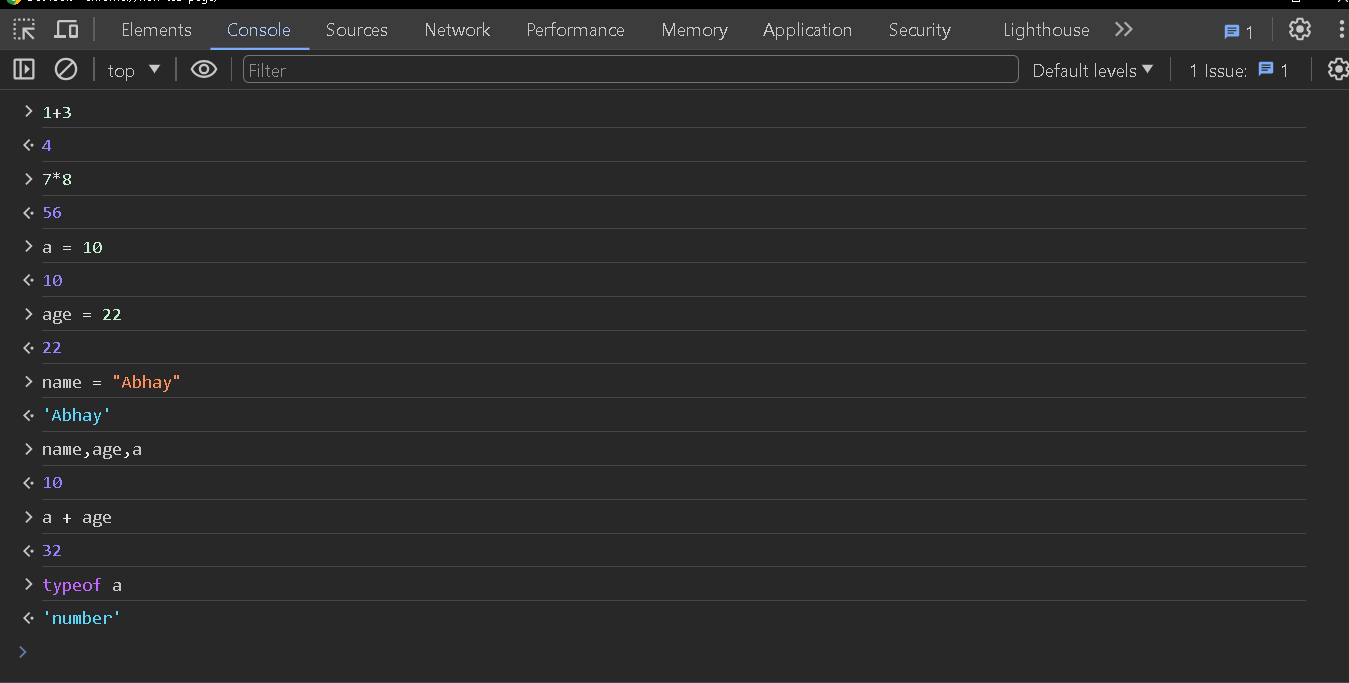 Elements Console Sources Network Performance Memory Application Security Lighthouse 1
top Filter Default levels 1 Issue: 1
> 1+3
4
> 7*8
56
> a = 10
10
> age = 22
22
> name = "Abhay"
'Abhay'
> name,age,a
10
> a + age
32
> typeof a
'number'
>